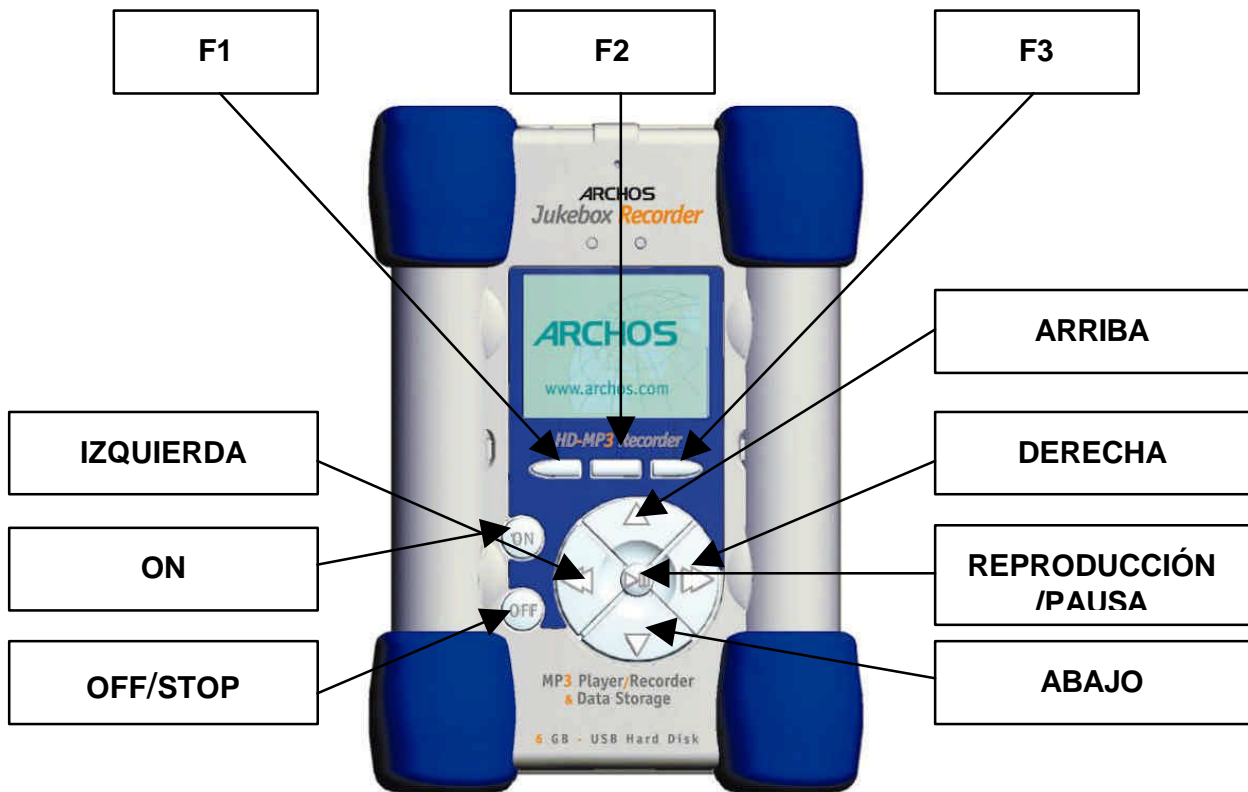 F1
F2
F3
ARCHOS
Jukebox Recorder
ARCHOS
www.archos.com
HD-MP3 Recorder
ARRIBA
IZQUIERDA
DERECHA
ON
ON
REPRODUCCIÓN
/PAUSA
OFF
OFF/STOP
ABAJO
MP3 Player/Recorder
& Data Storage
6 GB - USB Hard Disk